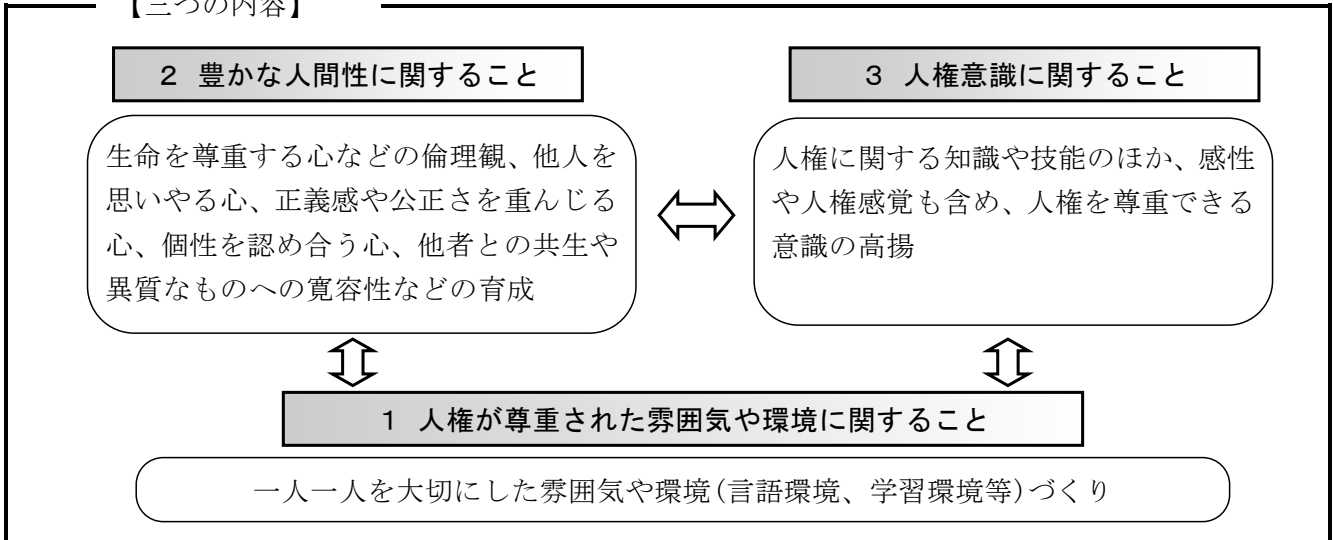 【三つの内容】
2 豊かな人間性に関すること
生命を尊重する心などの倫理観、他人を
思いやる心、正義感や公正さを重んじる
心、個性を認め合う心、他者との共生や
異質なものへの寛容性などの育成
3 人権意識に関すること
人権に関する知識や技能のほか、感性
や人権感覚も含め、人権を尊重できる
意識の高揚
1 人権が尊重された雰囲気や環境に関すること
一人一人を大切にした雰囲気や環境(言語環境、学習環境等)づくり